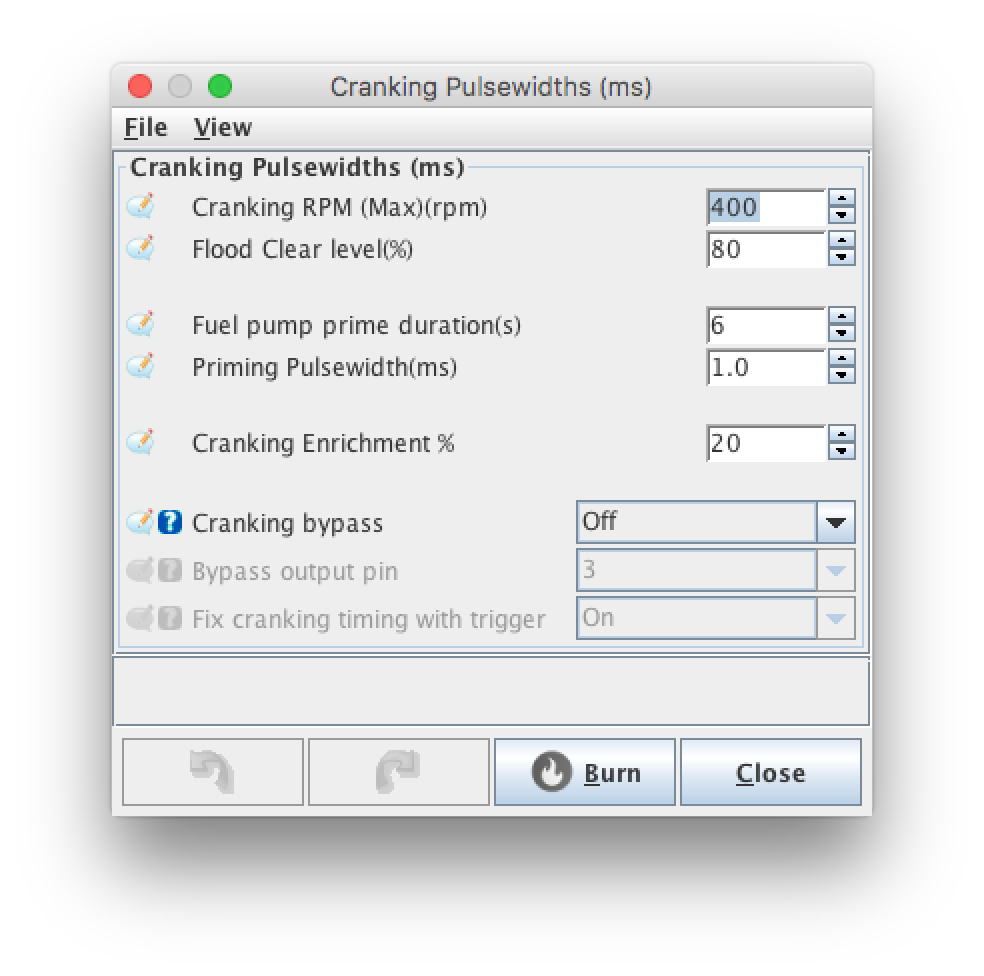 Cranking Pulsewidths (ms)
File View
Cranking Pulsewidths (ms)
Cranking RPM (Max)(rpm) 400
Flood Clear level(%) 80
Fuel pump prime duration(s) 6
Priming Pulsewidth(ms) 1.0
Cranking Enrichment % 20
? Cranking bypass Off
? Bypass output pin 3
? Fix cranking timing with trigger On
Burn Close